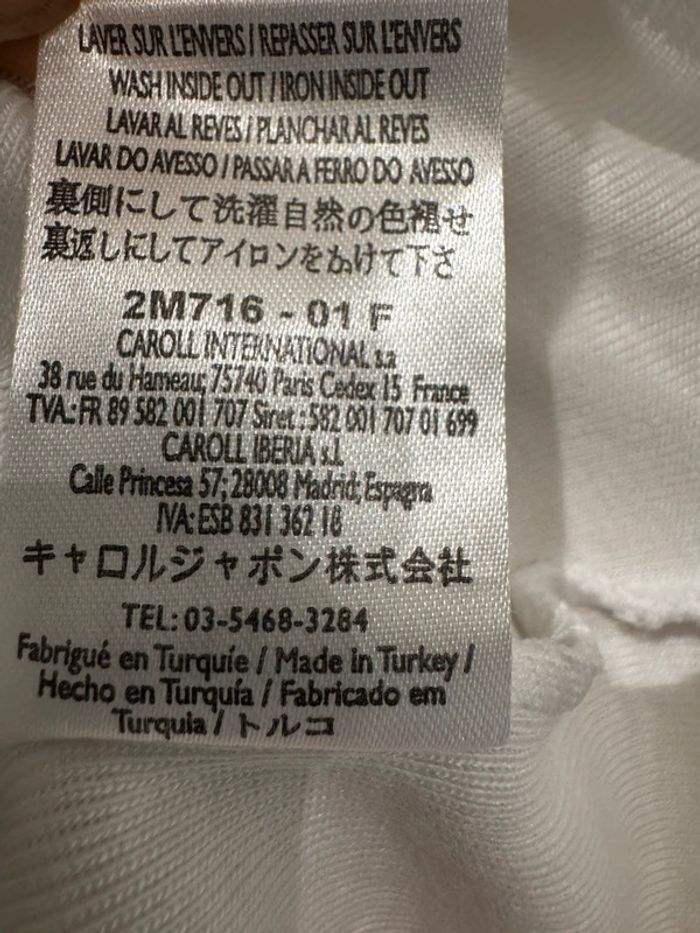 LAVER SUR L'ENVERS / REPASSER SUR L'ENVERS
WASH INSIDE OUT / IRON INSIDE OUT
LAVAR AL REVES / PLANCHAR AL REVES
LAVAR DO AVESSO / PASSAR A FERRO DO AVESSO
裏側にして洗濯自然の色褪せ
裏返しにしてアイロンをかけて下さ
2M716 - 01 F
CAROLL INTERNATIONAL s.a
38 rue du Hameau; 75740 Paris Cedex 15 France
TVA.: FR 89 582 001 707 Siret : 582 001 707 01 699
CAROLL IBERIA s.l.
Calle Princesa 57; 28008 Madrid; Espagna
IVA: ESB 831 362 18
キャロルジャポン株式会社
TEL: 03-5468-3284
Fabrigué en Turquíe / Made in Turkey /
Hecho en Turquía / Fabricado em
Turquia / トルコ